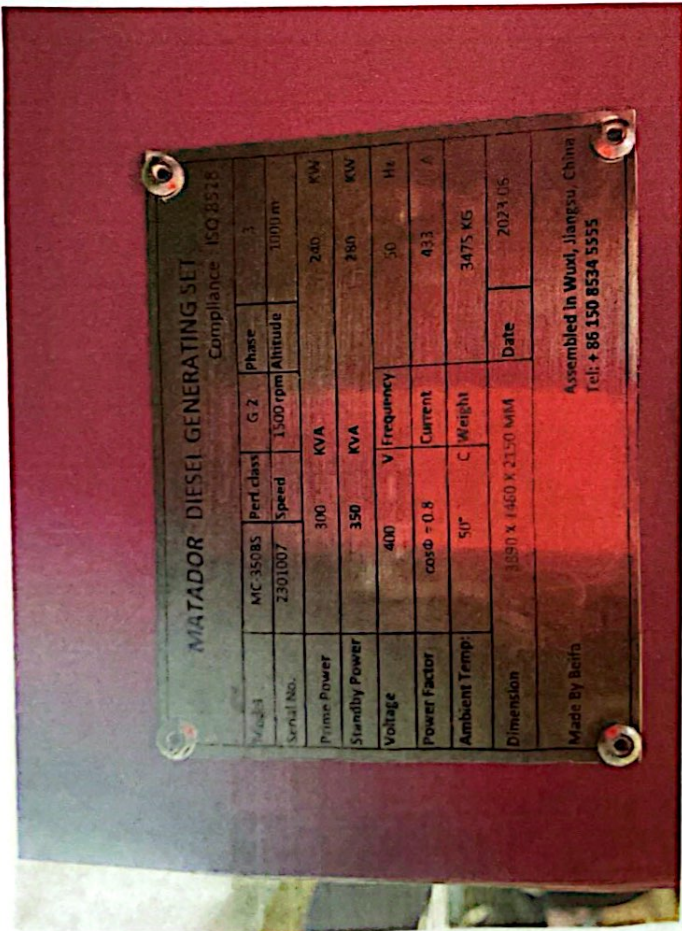 MATADOR DIESEL GENERATING SET
Compliance ISO 8528
Model MC-350BS Perf.class G 2 Phase 3
Serial No. 2301007 Speed 1500 rpm Altitude 1000 m
Prime Power 300 KVA 240 KW
Standby Power 350 KVA 280 KW
Voltage 400 V Frequency 50 Hz
Power Factor cosΦ = 0.8 Current 433 A
Ambient Temp: 50° C Weight 3475 KG
Dimension 3890 X 1460 X 2150 MM Date 2023.06
Made By Beifa Assembled in Wuxi, Jiangsu, China
Tel: + 86 150 8534 5555